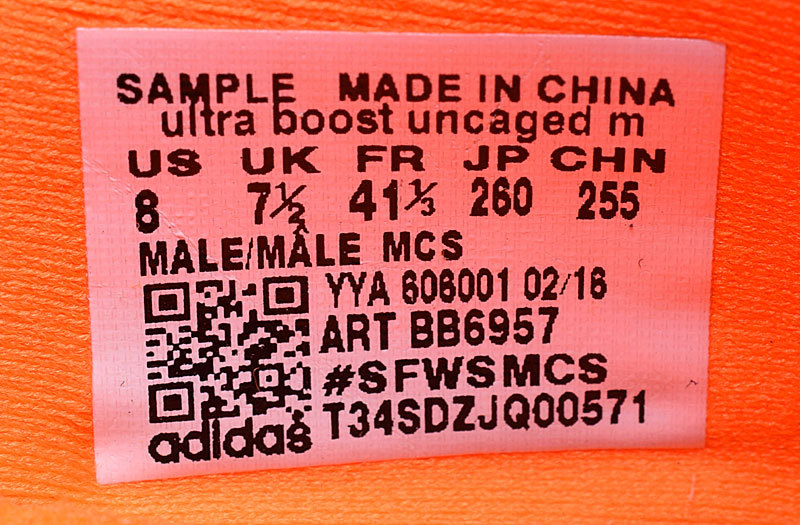 SAMPLE MADE IN CHINA
ultra boost uncaged m
US UK FR JP CHN
8 7½ 41⅓ 260 255
MALE/MÂLE MCS
YYA 606001 02/16
ART BB6957
#SFWSMCS
T34SDZJQ00571
adidas